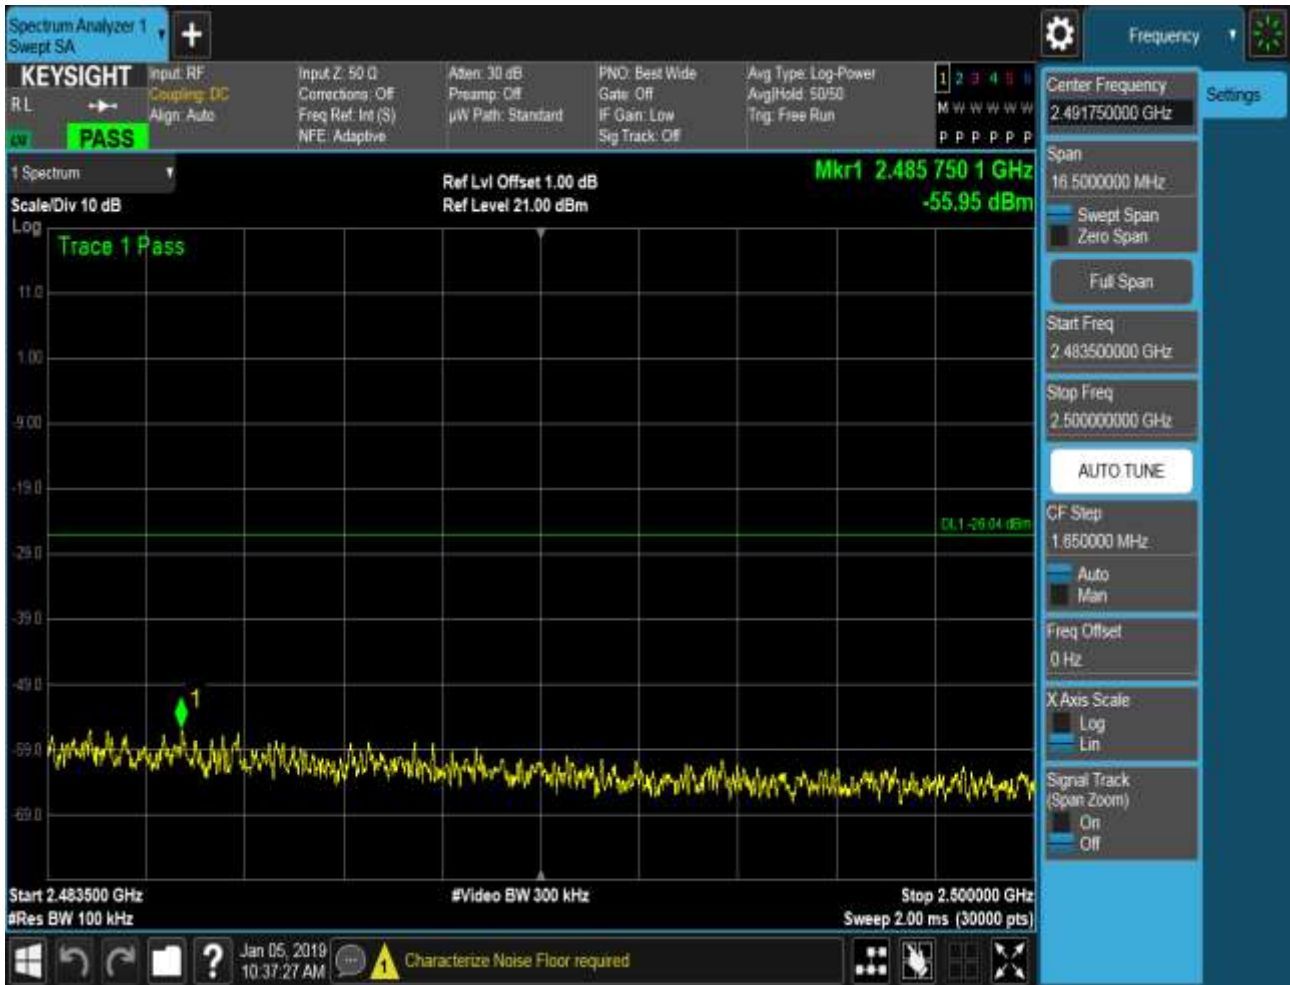 Spectrum Analyzer 1
Swept SA
+
Frequency
KEYSIGHT
R L
PASS
Input: RF
Coupling: DC
Align: Auto
Input Z: 50 Ω
Corrections: Off
Freq Ref: Int (S)
NFE: Adaptive
Atten: 30 dB
Preamp: Off
µW Path: Standard
PNO: Best Wide
Gate: Off
IF Gain: Low
Sig Track: Off
Avg Type: Log-Power
Avg|Hold: 50/50
Trig: Free Run
1 2 3 4 5 6
M W W W W W
P P P P P P
1 Spectrum
Scale/Div 10 dB
Log
Ref Lvl Offset 1.00 dB
Ref Level 21.00 dBm
Mkr1 2.485 750 1 GHz
-55.95 dBm
Trace 1 Pass
11.0
1.00
-9.00
-19.0
DL1 -26.04 dBm
-29.0
-39.0
-49.0
1
-59.0
-69.0
Start 2.483500 GHz
#Res BW 100 kHz
#Video BW 300 kHz
Stop 2.500000 GHz
Sweep 2.00 ms (30000 pts)
Center Frequency
2.491750000 GHz
Settings
Span
16.5000000 MHz
Swept Span
Zero Span
Full Span
Start Freq
2.483500000 GHz
Stop Freq
2.500000000 GHz
AUTO TUNE
CF Step
1.650000 MHz
Auto
Man
Freq Offset
0 Hz
X Axis Scale
Log
Lin
Signal Track
(Span Zoom)
On
Off
?
Jan 05, 2019
10:37:27 AM
1
Characterize Noise Floor required